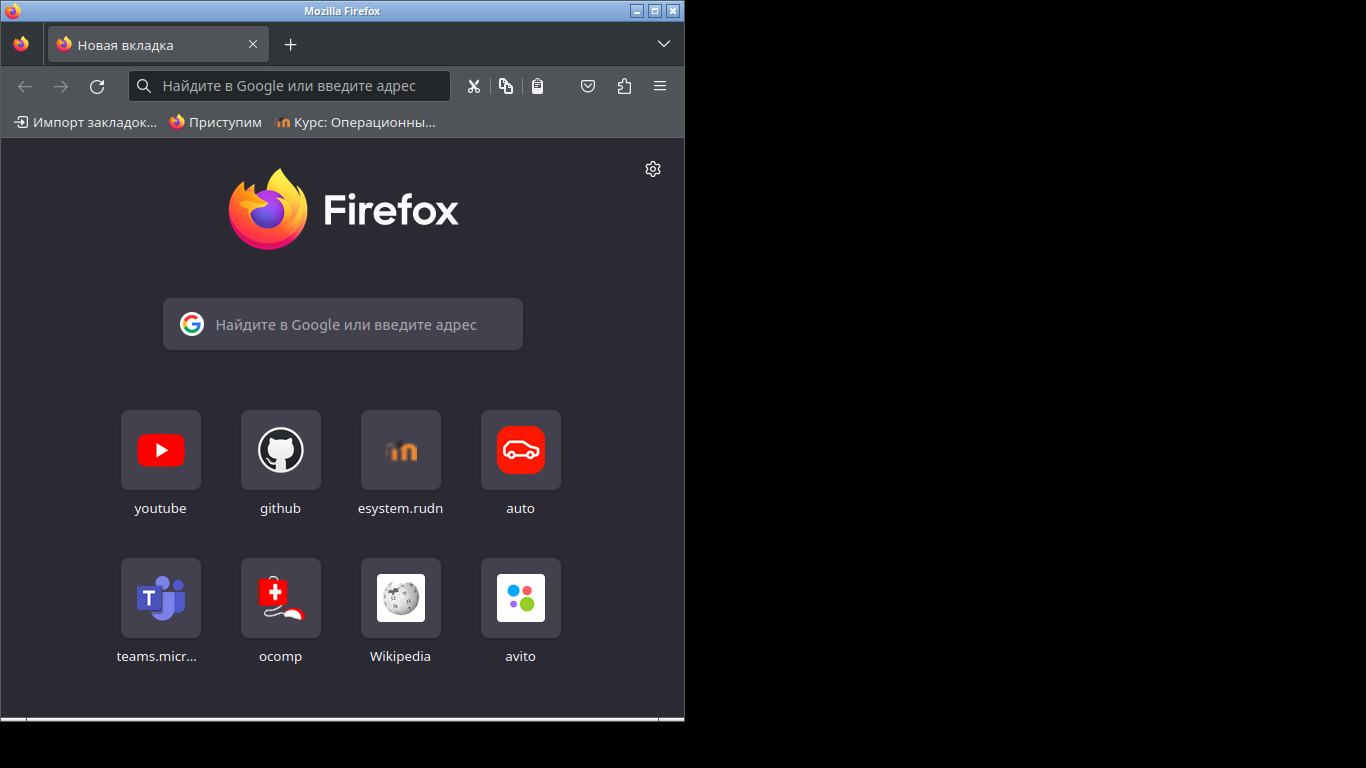 Mozilla Firefox
Новая вкладка
Найдите в Google или введите адрес
Импорт закладок... Приступим Курс: Операционны...
Firefox
Найдите в Google или введите адрес
youtube github esystem.rudn auto
teams.micr... ocomp Wikipedia avito